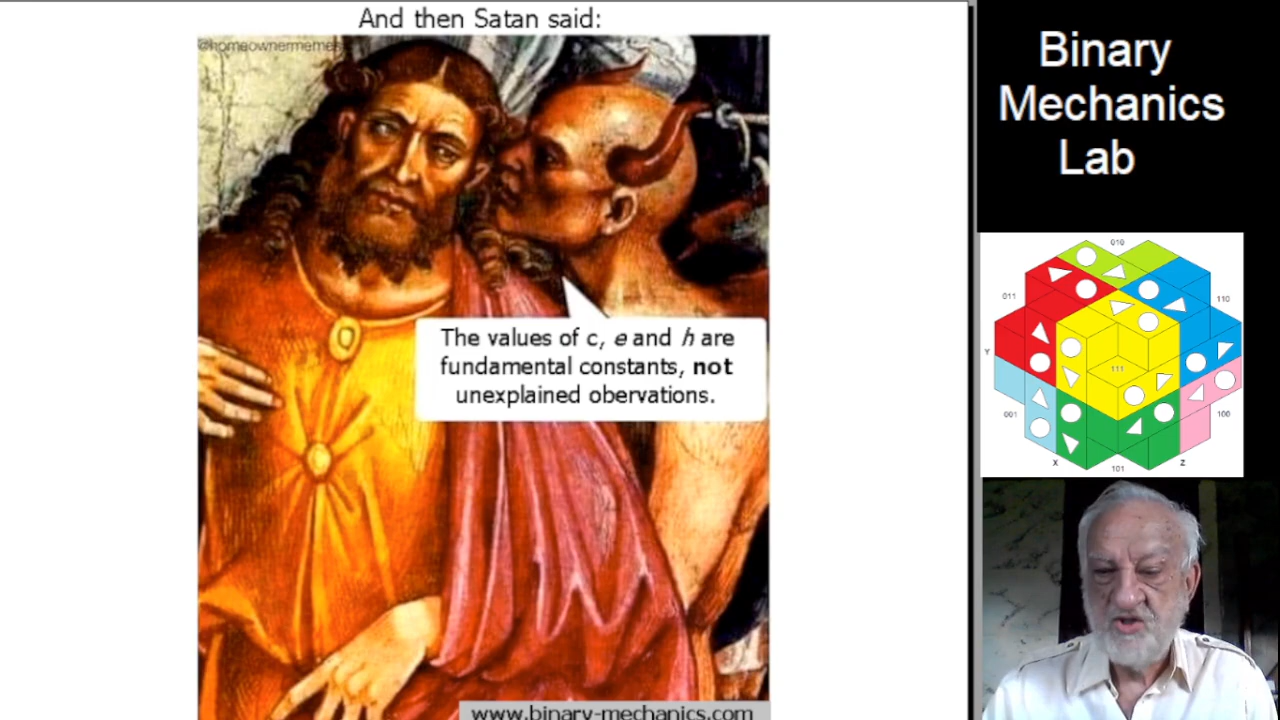 And then Satan said:
@homeownermemes
The values of c, e and h are
fundamental constants, not
unexplained obervations.
www.binary-mechanics.com
Binary
Mechanics
Lab
010
011
110
Y
111
001
100
X
Z
101